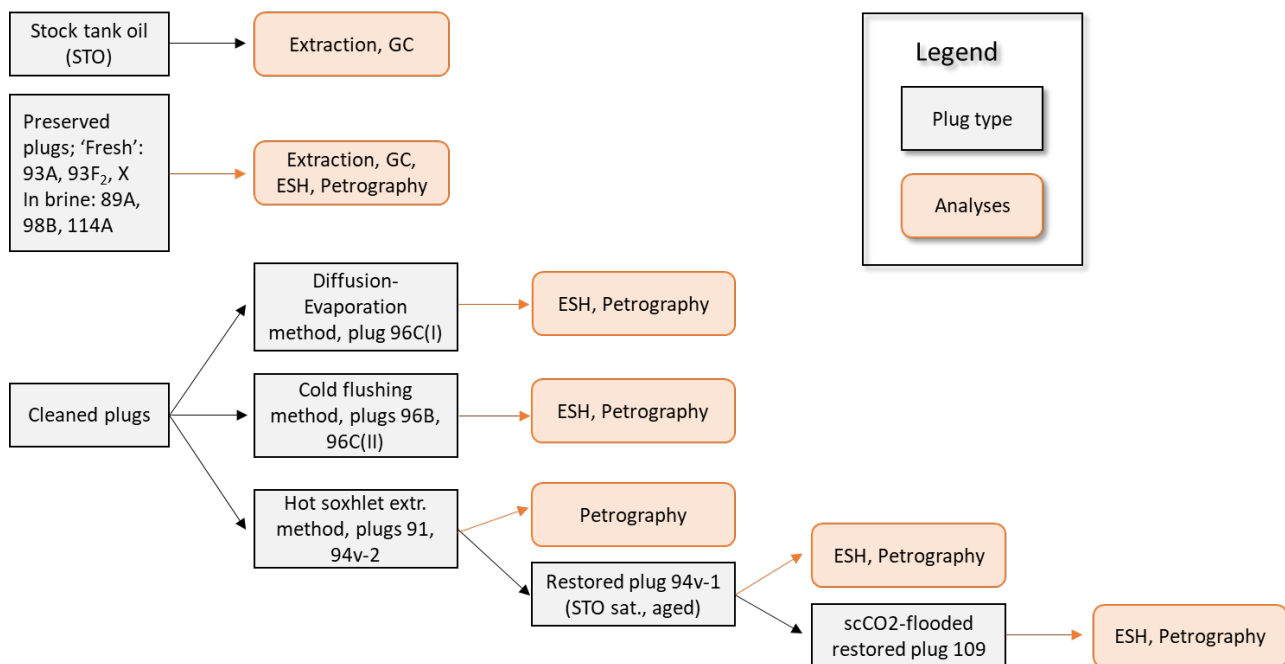 Stock tank oil
(STO)
Extraction, GC
Legend
Plug type
Analyses
Preserved
plugs; ‘Fresh’:
93A, 93F₂, X
In brine: 89A,
98B, 114A
Extraction, GC,
ESH, Petrography
Cleaned plugs
Diffusion-
Evaporation
method, plug 96C(I)
ESH, Petrography
Cold flushing
method, plugs 96B,
96C(II)
ESH, Petrography
Hot soxhlet extr.
method, plugs 91,
94v-2
Petrography
Restored plug 94v-1
(STO sat., aged)
ESH, Petrography
scCO2-flooded
restored plug 109
ESH, Petrography